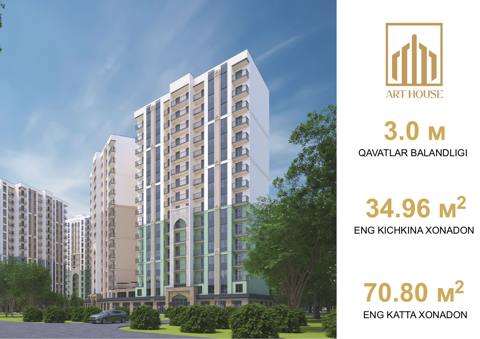 ART HOUSE
3.0 м
QAVATLAR BALANDLIGI
34.96 м²
ENG KICHKINA XONADON
70.80 м²
ENG KATTA XONADON